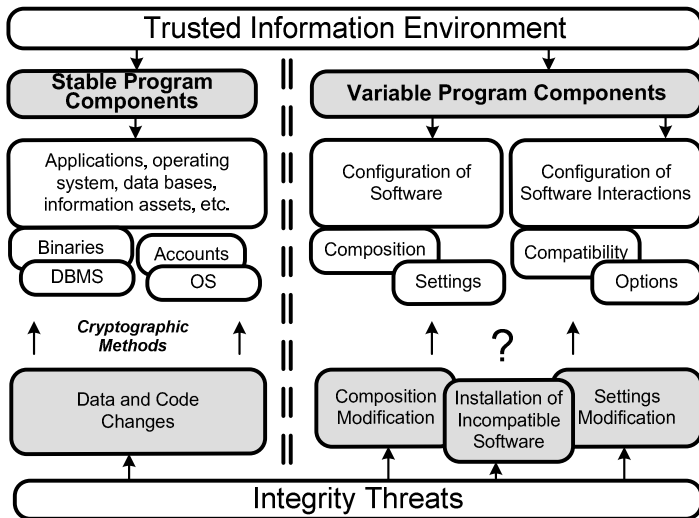 Trusted Information Environment
Stable Program
Components
Variable Program Components
Applications, operating
system, data bases,
information assets, etc.
Binaries
DBMS
Accounts
OS
Configuration of
Software
Composition
Settings
Configuration of
Software Interactions
Compatibility
Options
Cryptographic
Methods
?
Data and Code
Changes
Composition
Modification
Installation of
Incompatible
Software
Settings
Modification
Integrity Threats